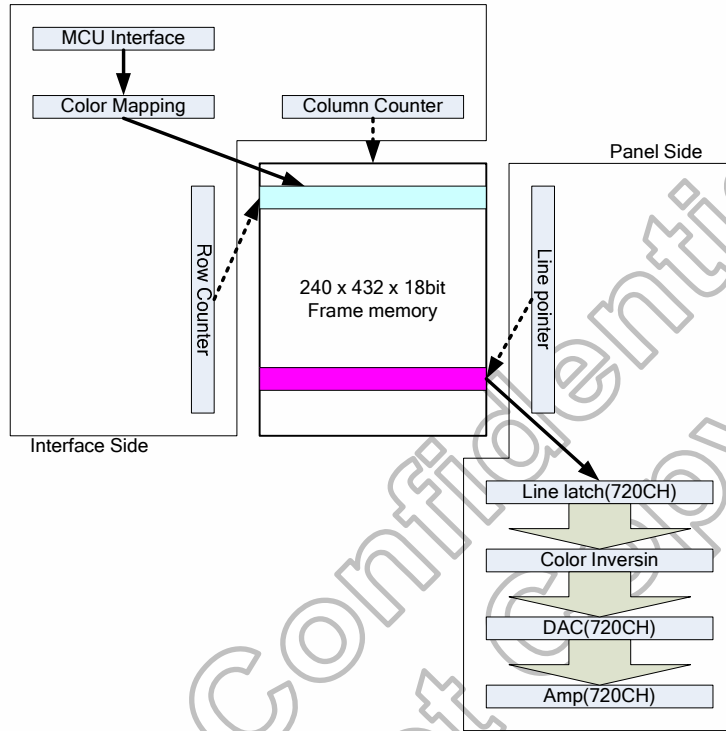 MCU Interface
Color Mapping
Column Counter
Panel Side
Row Counter
240 x 432 x 18bit
Frame memory
Line pointer
Interface Side
Line latch(720CH)
Color Inversin
DAC(720CH)
Amp(720CH)
Confidentia